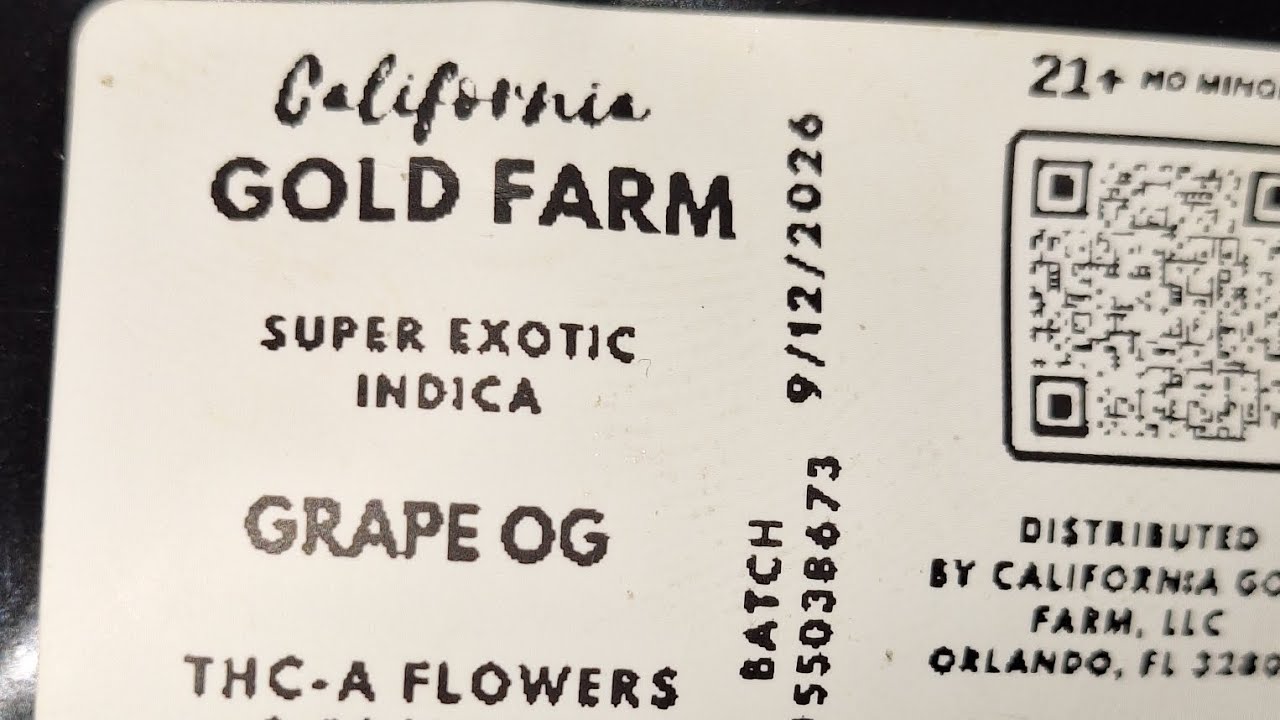 California
GOLD FARM
SUPER EXOTIC
INDICA
GRAPE OG
THC-A FLOWERS
9/12/2026
BATCH
5503B673
21+ NO
DISTRIBUTED
BY CALIFORNIA
FARM, LLC
ORLANDO, FL